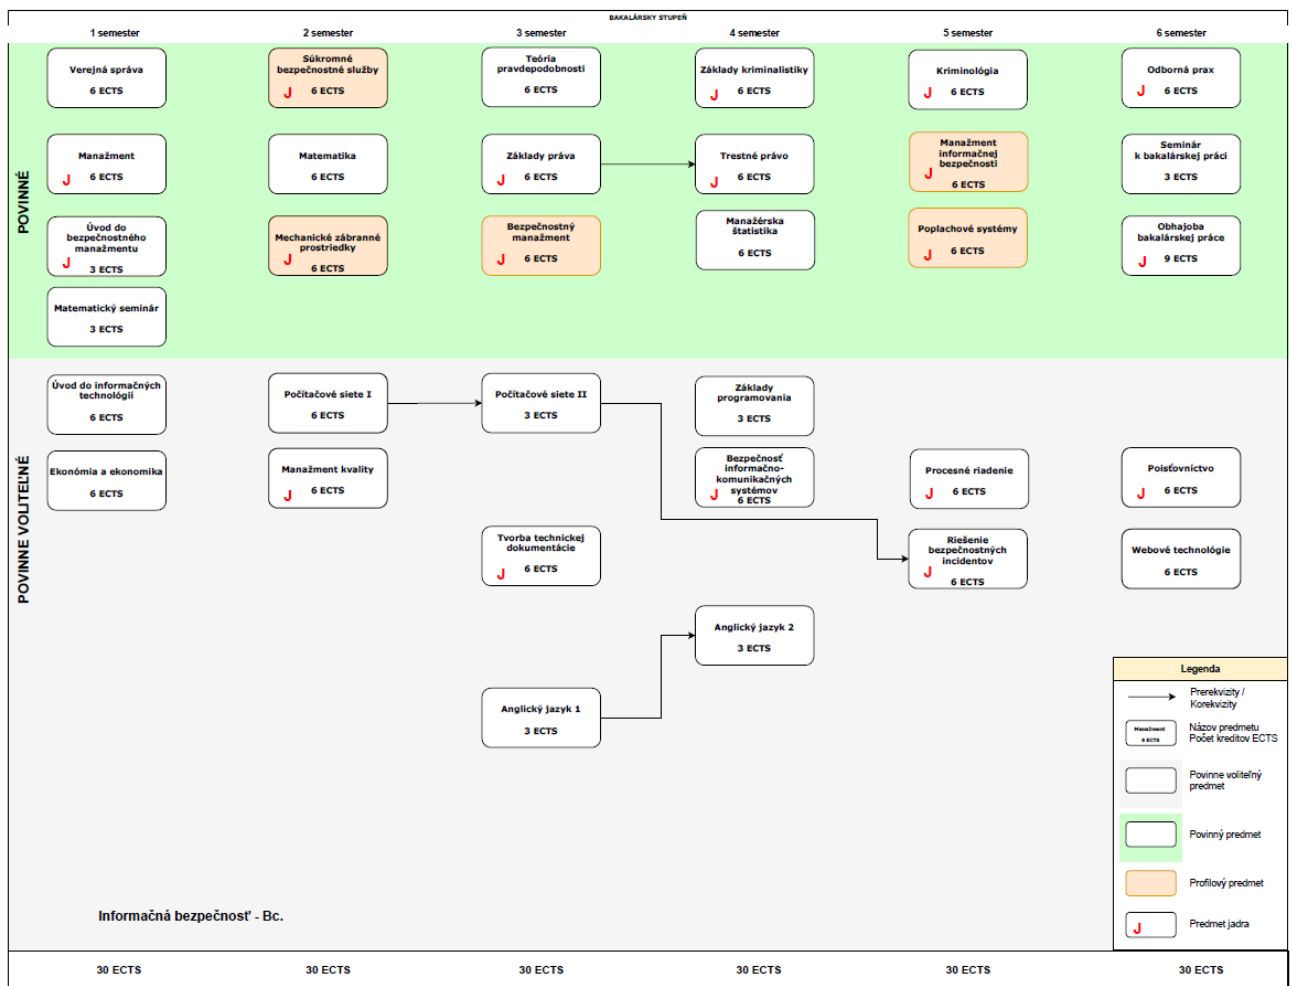 BAKALÁRSKY STUPEŇ
1 semester
2 semester
3 semester
4 semester
5 semester
6 semester
POVINNÉ
Verejná správa
6 ECTS
Súkromné
bezpečnostné služby
J 6 ECTS
Teória
pravdepodobnosti
6 ECTS
Základy kriminalistiky
J 6 ECTS
Kriminológia
J 6 ECTS
Odborná prax
J 6 ECTS
Manažment
J 6 ECTS
Matematika
6 ECTS
Základy práva
J 6 ECTS
Trestné právo
J 6 ECTS
Manažment
informačnej
bezpečnosti
J 6 ECTS
Seminár
k bakalárskej práci
3 ECTS
Úvod do
bezpečnostného
manažmentu
J 3 ECTS
Mechanické zábranné
prostriedky
J 6 ECTS
Bezpečnostný
manažment
J 6 ECTS
Manažérska
štatistika
6 ECTS
Poplachové systémy
J 6 ECTS
Obhajoba
bakalárskej práce
J 9 ECTS
Matematický seminár
3 ECTS
POVINNE VOLITEĽNÉ
Úvod do informačných
technológii
6 ECTS
Počítačové siete I
6 ECTS
Počítačové siete II
3 ECTS
Základy
programovania
3 ECTS
Ekonómia a ekonomika
6 ECTS
Manažment kvality
J 6 ECTS
Bezpečnosť
informačno-
komunikačných
systémov
J 6 ECTS
Procesné riadenie
J 6 ECTS
Poisťovníctvo
J 6 ECTS
Tvorba technickej
dokumentácie
J 6 ECTS
Riešenie
bezpečnostných
incidentov
J 6 ECTS
Webové technológie
6 ECTS
Anglický jazyk 2
3 ECTS
Anglický jazyk 1
3 ECTS
Legenda
Prerekvizity /
Korekvizity
Manažment
6 ECTS
Názov predmetu
Počet kreditov ECTS
Povinne voliteľný
predmet
Povinný predmet
Profilový predmet
J
Predmet jadra
Informačná bezpečnosť - Bc.
30 ECTS
30 ECTS
30 ECTS
30 ECTS
30 ECTS
30 ECTS